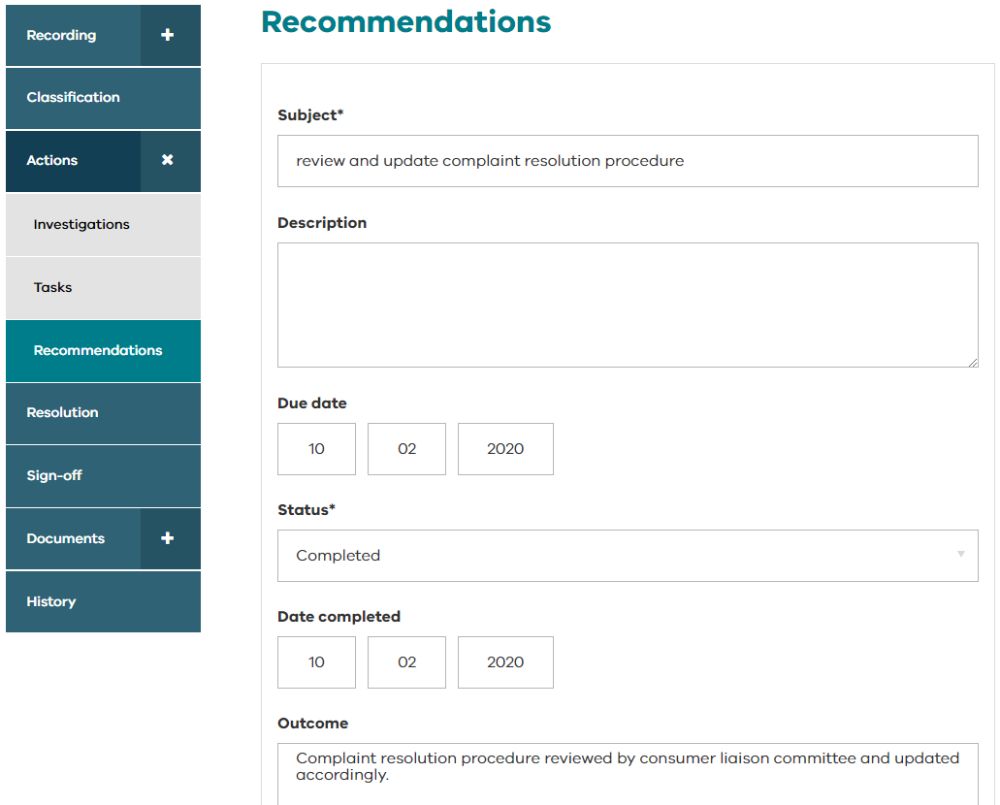 Recording
Classification
Actions
Investigations
Tasks
Recommendations
Resolution
Sign-off
Documents
History
Recommendations
Subject*
review and update complaint resolution procedure
Description
Due date
10 02 2020
Status*
Completed
Date completed
10 02 2020
Outcome
Complaint resolution procedure reviewed by consumer liaison committee and updated
accordingly.